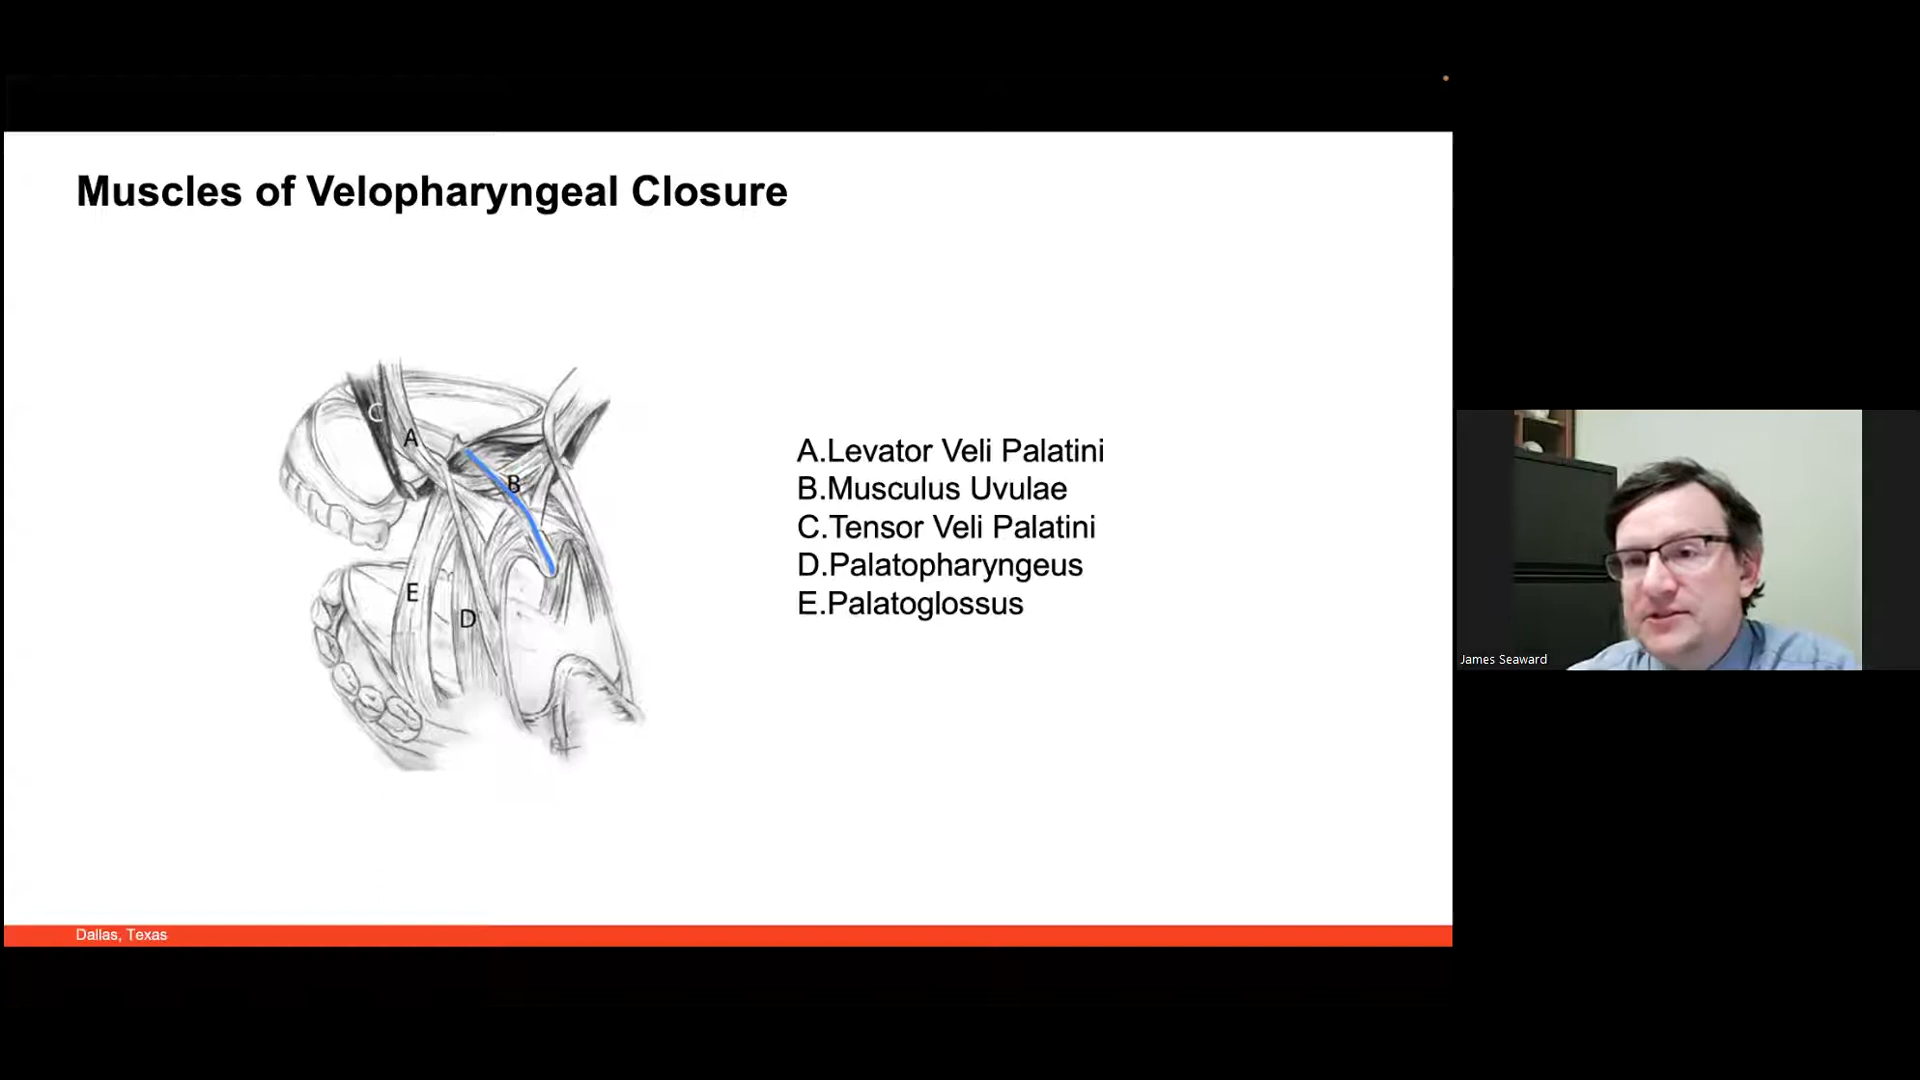 Muscles of Velopharyngeal Closure
C
A
B
E
D
A.Levator Veli Palatini
B.Musculus Uvulae
C.Tensor Veli Palatini
D.Palatopharyngeus
E.Palatoglossus
James Seaward
Dallas, Texas